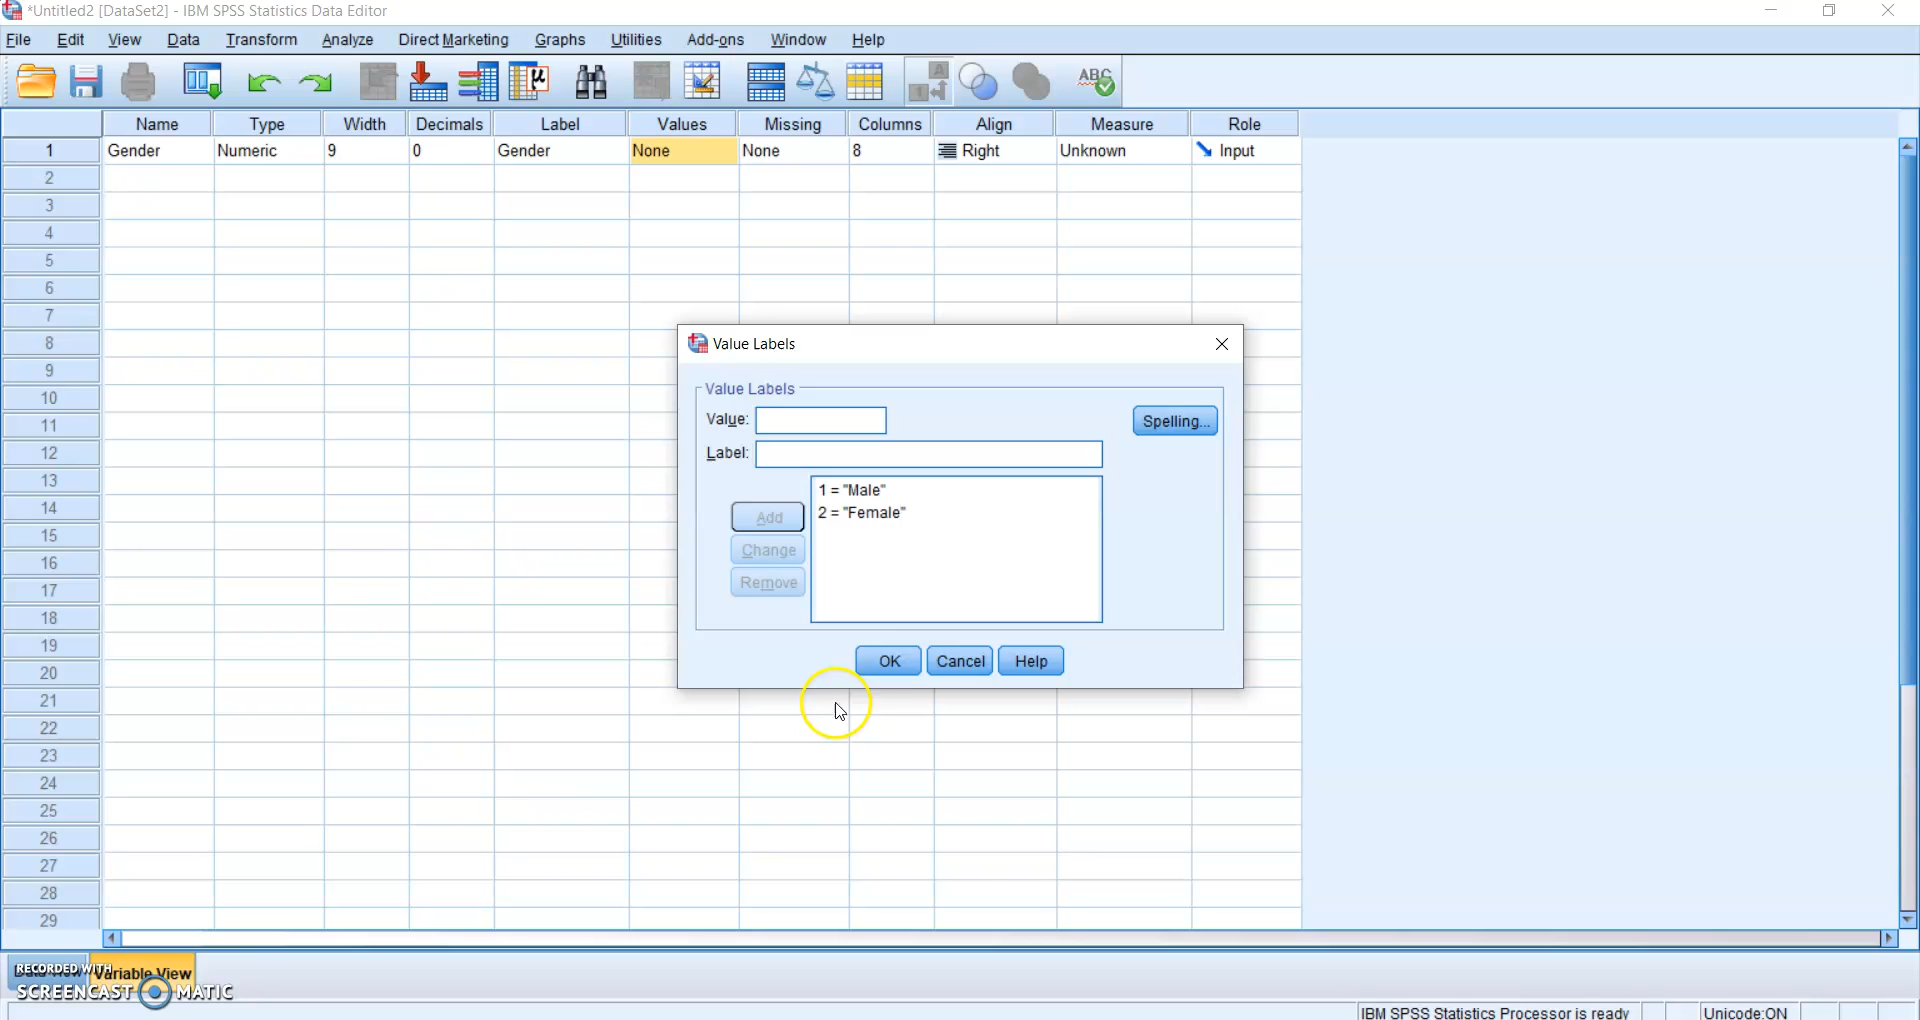 *Untitled2 [DataSet2] - IBM SPSS Statistics Data Editor
File Edit View Data Transform Analyze Direct Marketing Graphs Utilities Add-ons Window Help
Name Type Width Decimals Label Values Missing Columns Align Measure Role
1 Gender Numeric 9 0 Gender None None 8 Right Unknown Input
2
3
4
5
6
7
8
9
10
11
12
13
14
15
16
17
18
19
20
21
22
23
24
25
26
27
28
29
Value Labels
Value Labels
Value:
Spelling...
Label:
1 = "Male"
2 = "Female"
Add
Change
Remove
OK Cancel Help
Data View Variable View
RECORDED WITH
SCREENCAST MATIC
IBM SPSS Statistics Processor is ready Unicode:ON